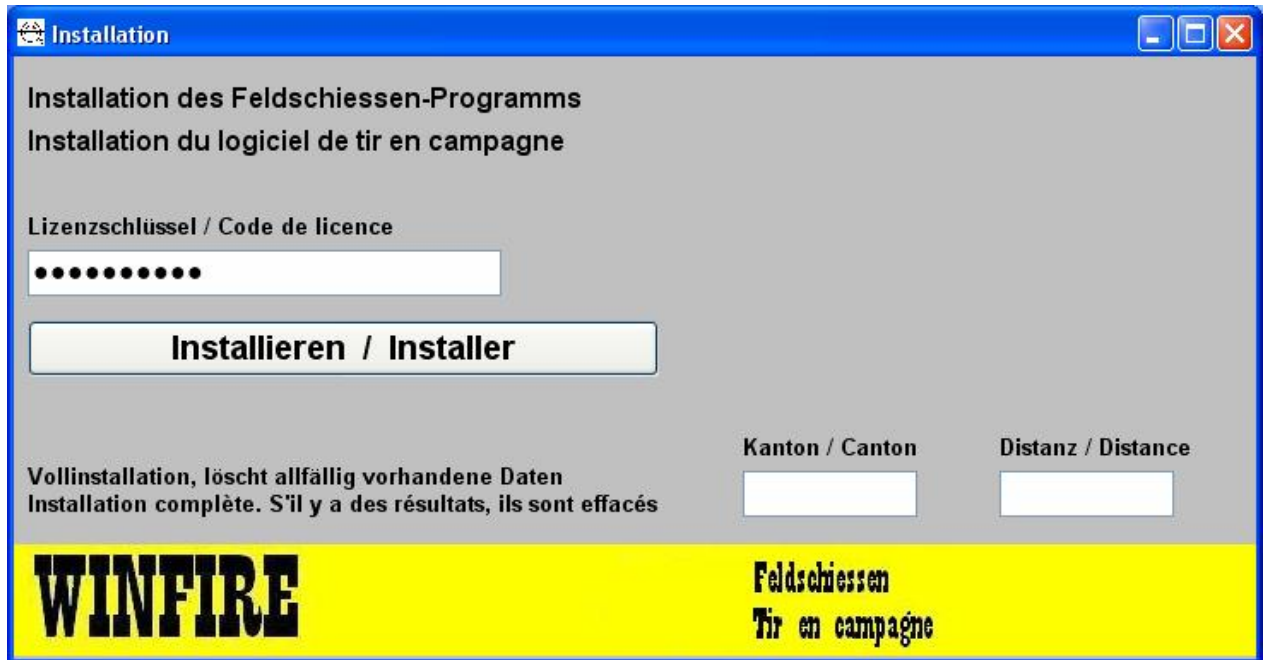 Installation
Installation des Feldschiessen-Programms
Installation du logiciel de tir en campagne
Lizenzschlüssel / Code de licence
••••••••••
Installieren / Installer
Kanton / Canton
Distanz / Distance
Vollinstallation, löscht allfällig vorhandene Daten
Installation complète. S'il y a des résultats, ils sont effacés
WINFIRE
Feldschiessen
Tir en campagne